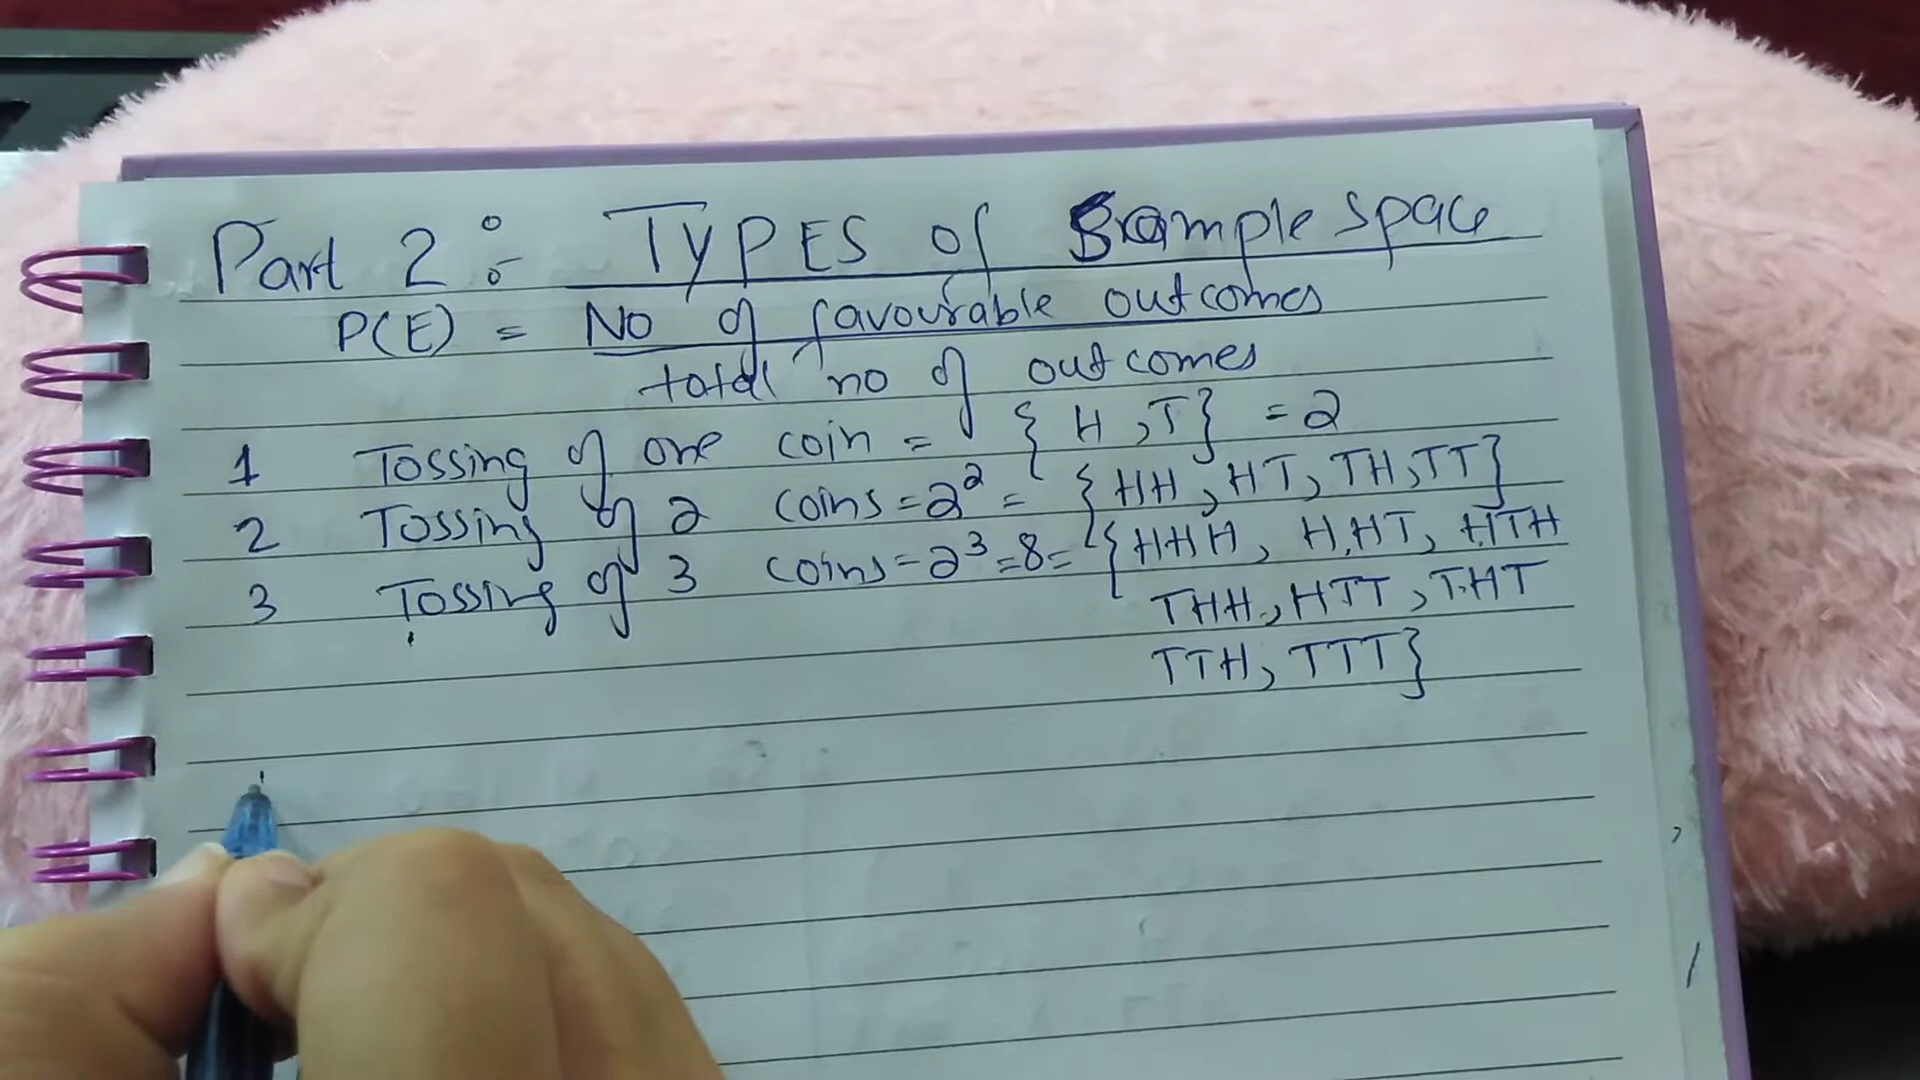 Part 2: TYPES of Sample space
P(E) = No of favourable outcomes
total no of outcomes
1 Tossing of one coin = { H , T } = 2
2 Tossing of 2 coins = 2² = { HH , HT, TH, TT}
3 Tossing of 3 coins = 2³ = 8 = { HHH, HHT, HTH
THH, HTT, THT
TTH, TTT}